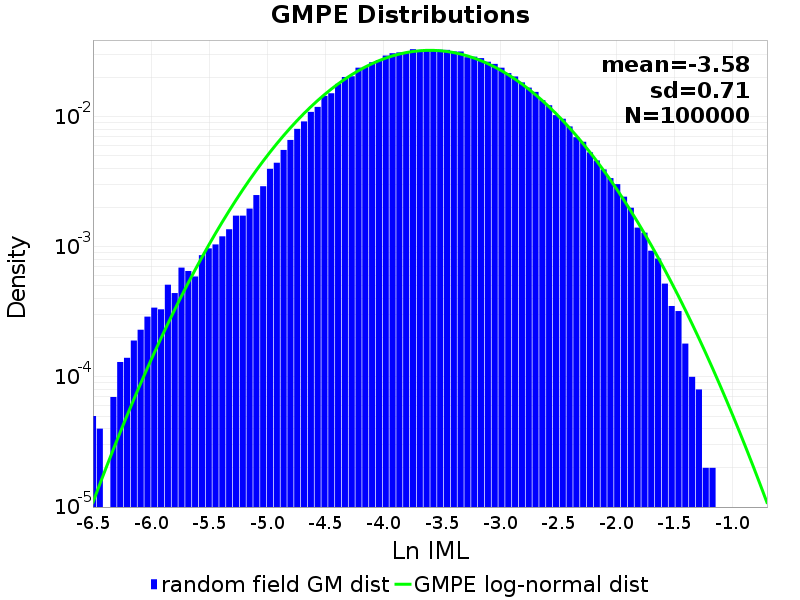 GMPE Distributions
mean=-3.58
sd=0.71
N=100000
Density
10-2
10-3
10-4
10-5
-6.5 -6.0 -5.5 -5.0 -4.5 -4.0 -3.5 -3.0 -2.5 -2.0 -1.5 -1.0
Ln IML
random field GM dist GMPE log-normal dist